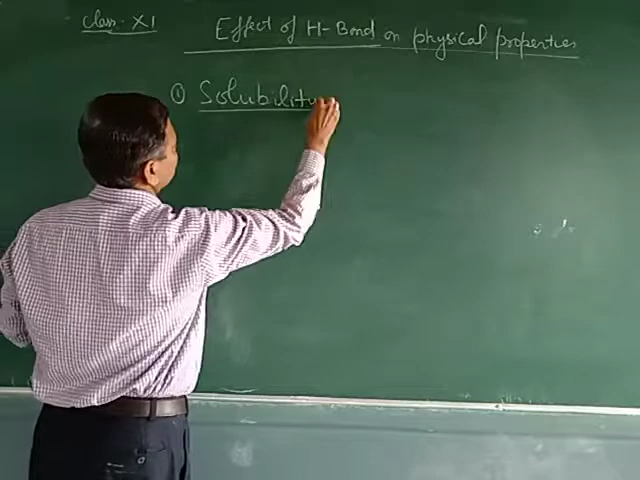 Class - XI
Effect of H-Bond on physical properties
① Solubility